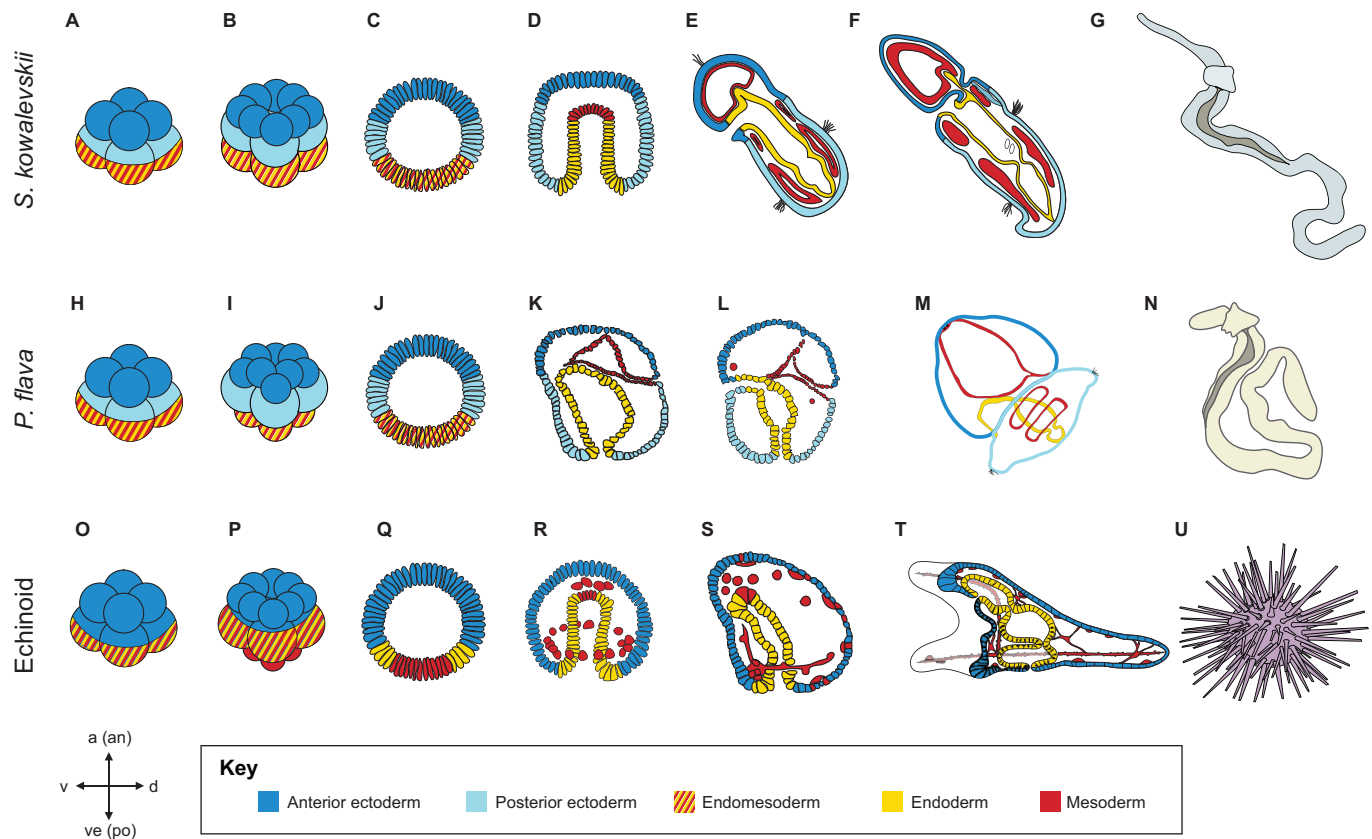 A B C D E F G
S. kowalevskii
H I J K L M N
P. flava
O P Q R S T U
Echinoid
a (an)
v d
ve (po)
Key
Anterior ectoderm Posterior ectoderm Endomesoderm Endoderm Mesoderm